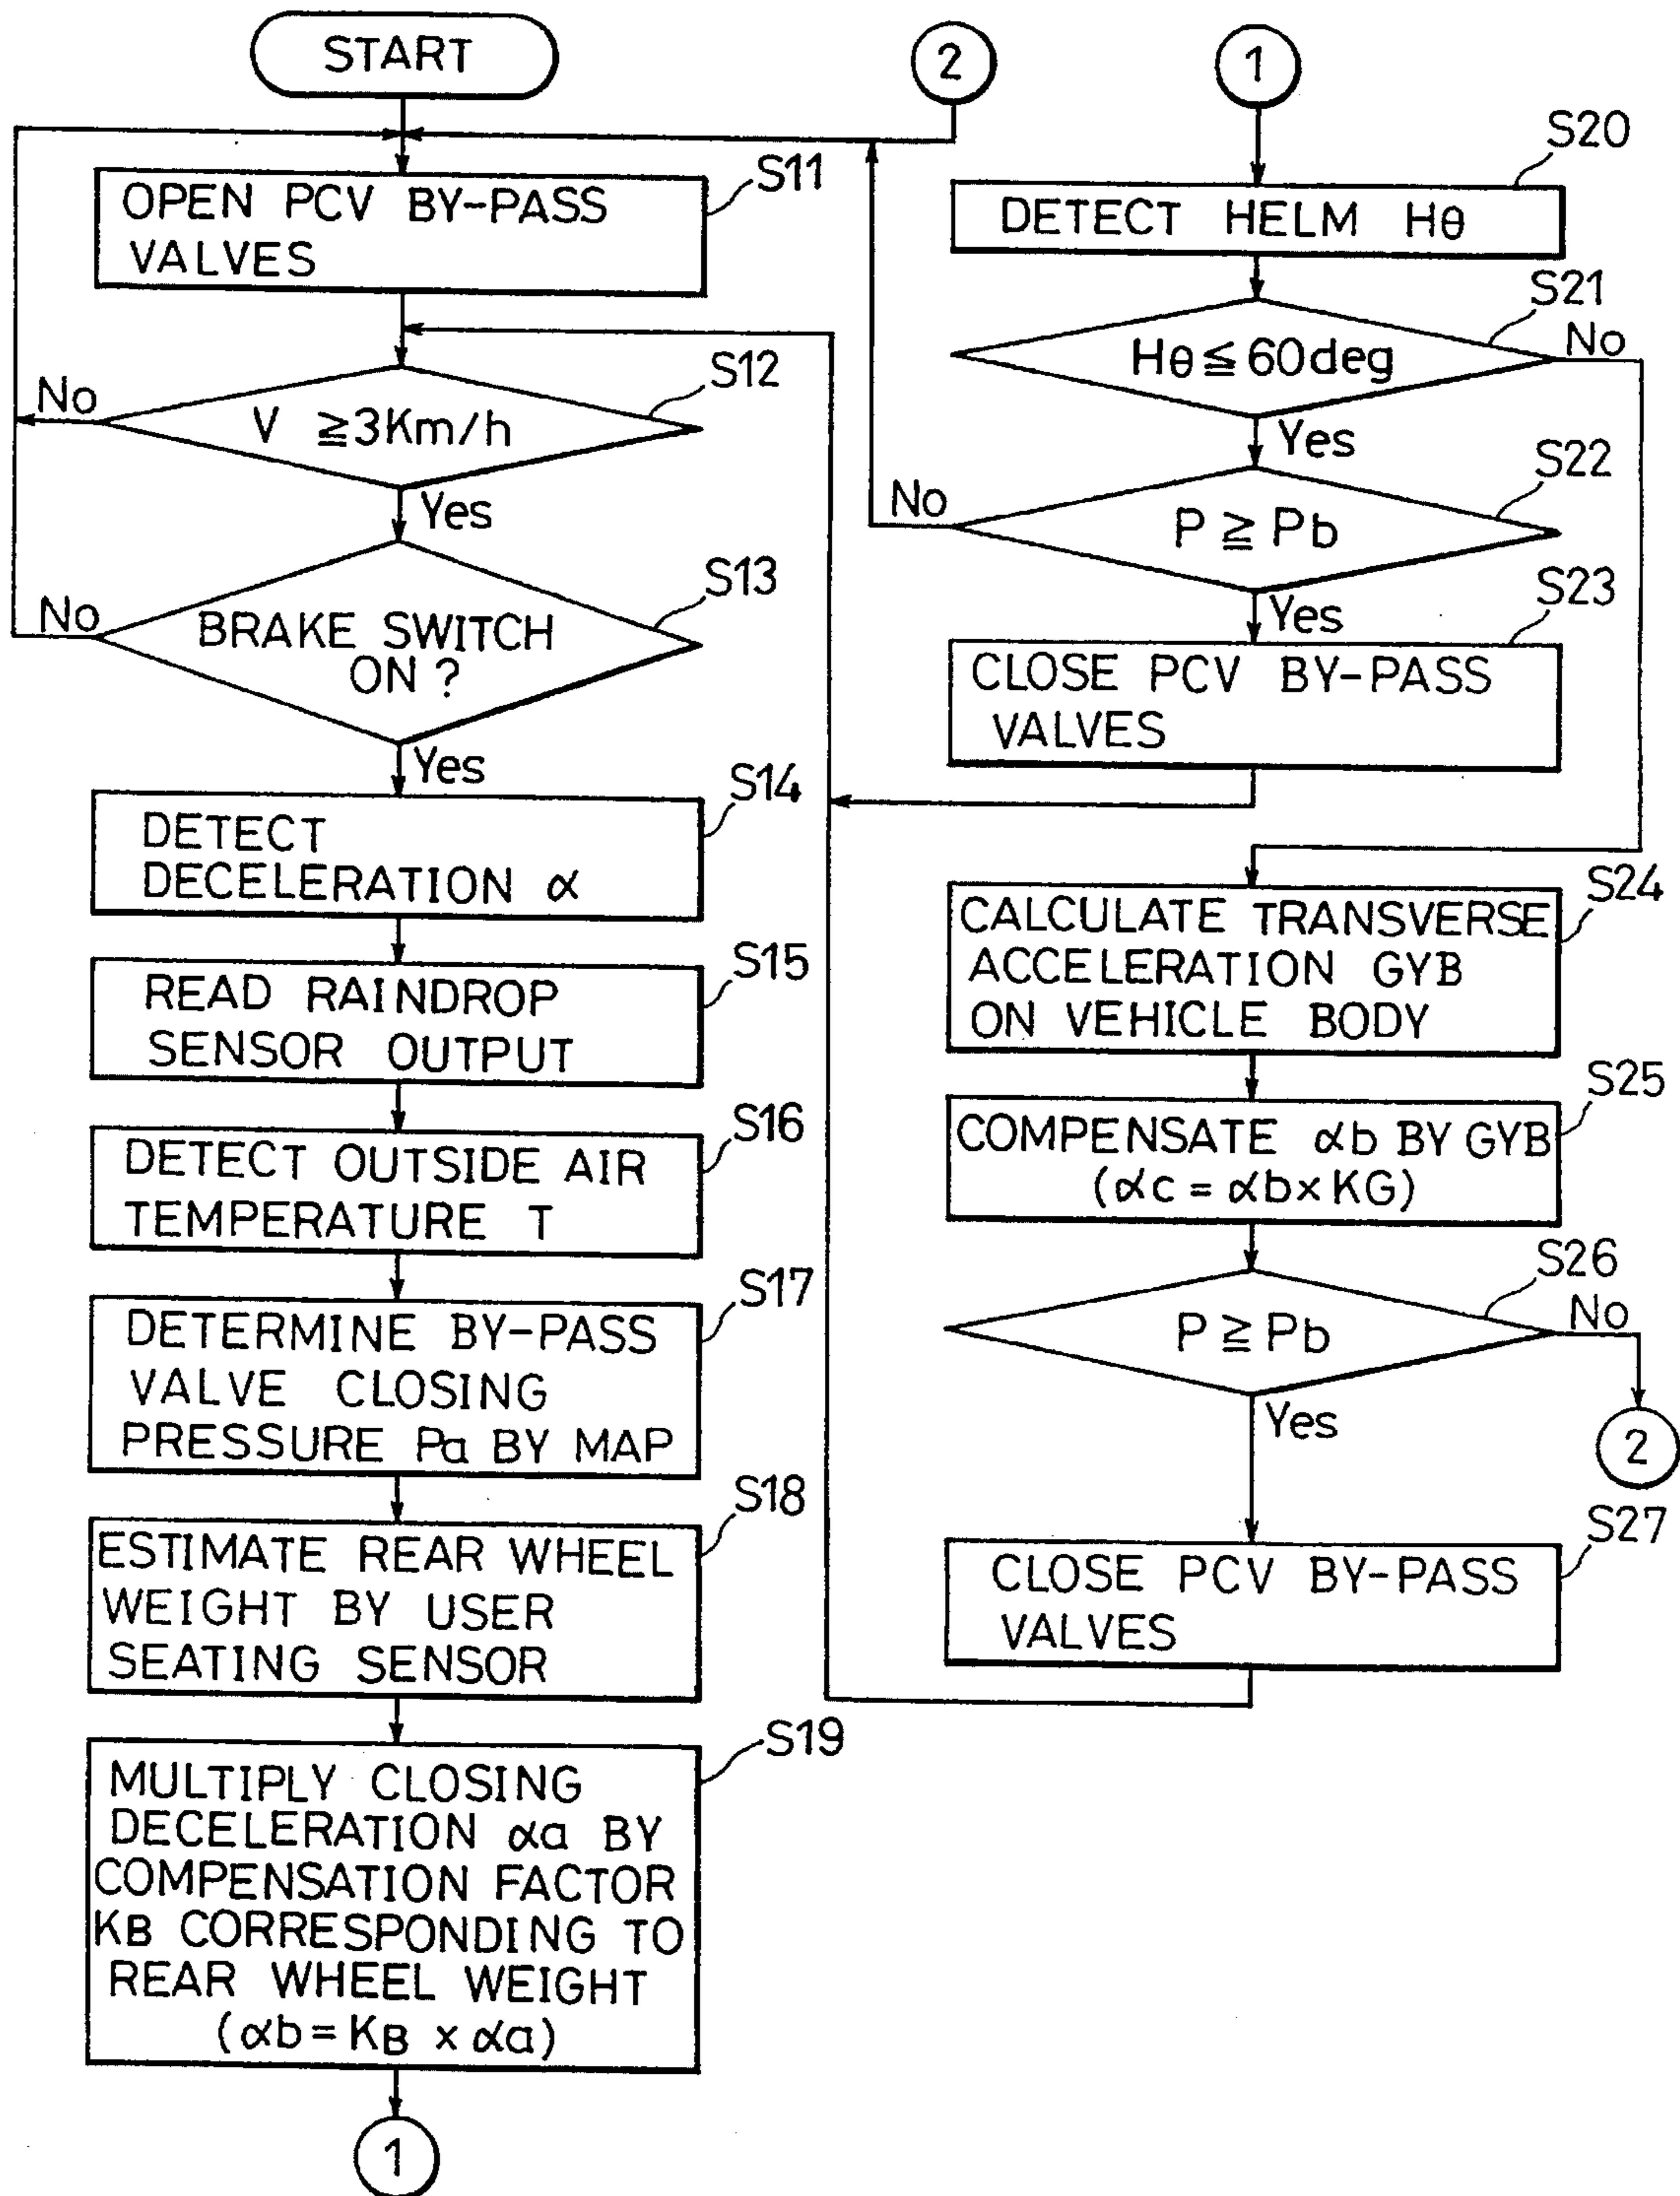 START
OPEN PCV BY-PASS
VALVES
S11
V ≧3Km/h
S12
No
Yes
BRAKE SWITCH
ON ?
S13
No
Yes
DETECT
DECELERATION α
S14
READ RAINDROP
SENSOR OUTPUT
S15
DETECT OUTSIDE AIR
TEMPERATURE T
S16
DETERMINE BY-PASS
VALVE CLOSING
PRESSURE Pa BY MAP
S17
ESTIMATE REAR WHEEL
WEIGHT BY USER
SEATING SENSOR
S18
MULTIPLY CLOSING
DECELERATION αa BY
COMPENSATION FACTOR
KB CORRESPONDING TO
REAR WHEEL WEIGHT
(αb = KB x αa)
S19
1
2
1
DETECT HELM Hθ
S20
Hθ ≦ 60deg
S21
No
Yes
P ≧ Pb
S22
No
Yes
CLOSE PCV BY-PASS
VALVES
S23
CALCULATE TRANSVERSE
ACCELERATION GYB
ON VEHICLE BODY
S24
COMPENSATE αb BY GYB
(αc = αb x KG)
S25
P ≧ Pb
S26
No
Yes
2
CLOSE PCV BY-PASS
VALVES
S27